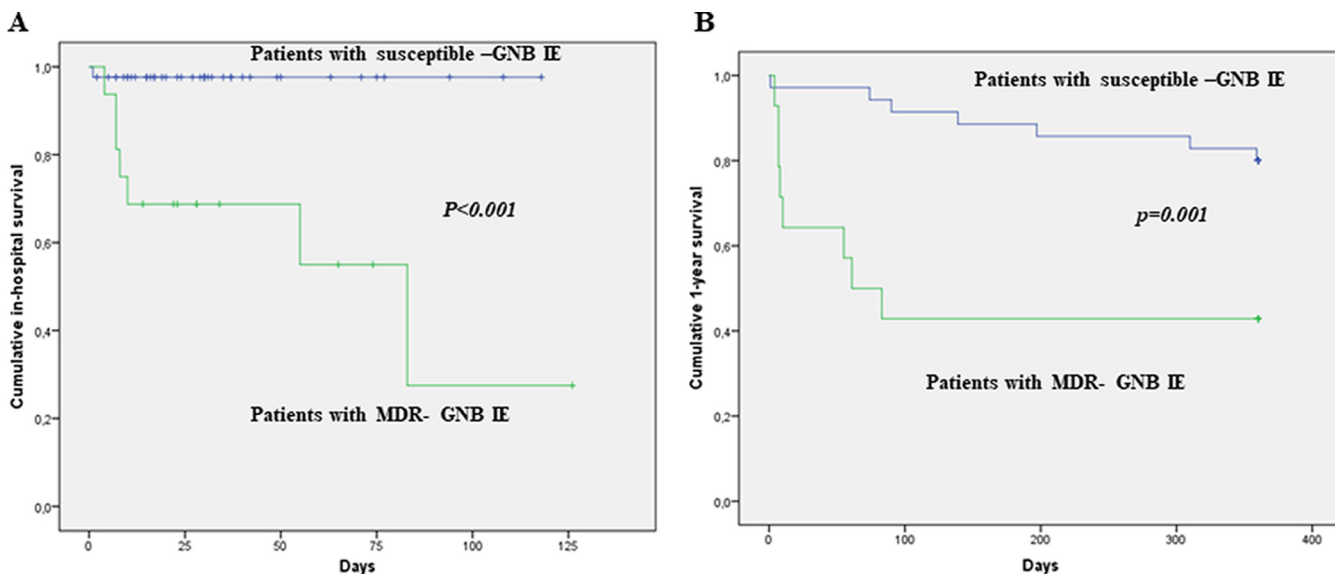 A
Patients with susceptible –GNB IE
1,0
0,8
0,6
0,4
0,2
0,0
Cumulative in-hospital survival
P<0.001
Patients with MDR- GNB IE
0 25 50 75 100 125
Days
B
Patients with susceptible –GNB IE
1,0
0,8
0,6
0,4
0,2
0,0
Cumulative 1-year survival
p=0.001
Patients with MDR- GNB IE
0 100 200 300 400
Days